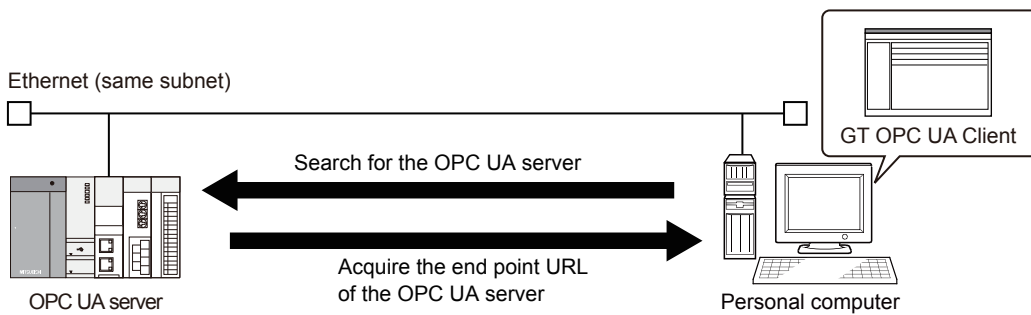 Ethernet (same subnet)
GT OPC UA Client
Search for the OPC UA server
Acquire the end point URL
of the OPC UA server
MITSUBISHI
OPC UA server
Personal computer